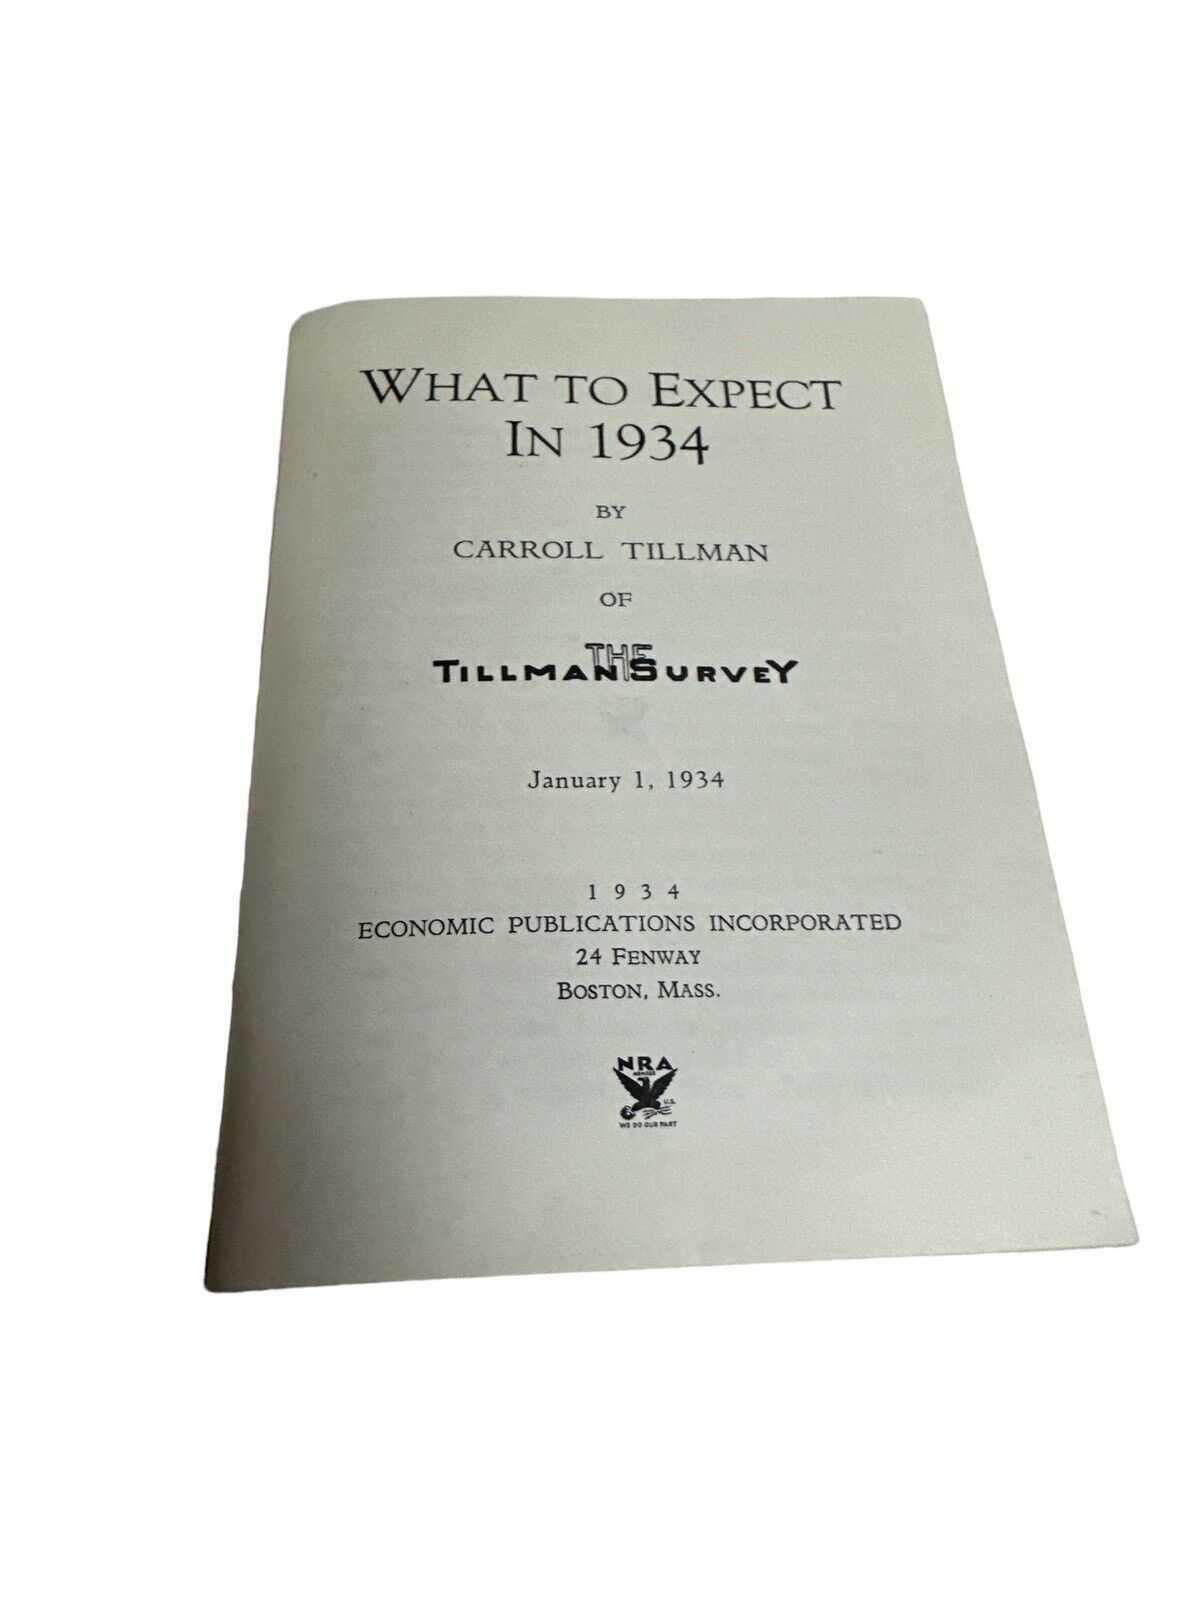 WHAT TO EXPECT
IN 1934
BY
CARROLL TILLMAN
OF
THE
TILLMAN SURVEY
January 1, 1934
1 9 3 4
ECONOMIC PUBLICATIONS INCORPORATED
24 FENWAY
BOSTON, MASS.
NRA
MEMBER
U.S.
WE DO OUR PART